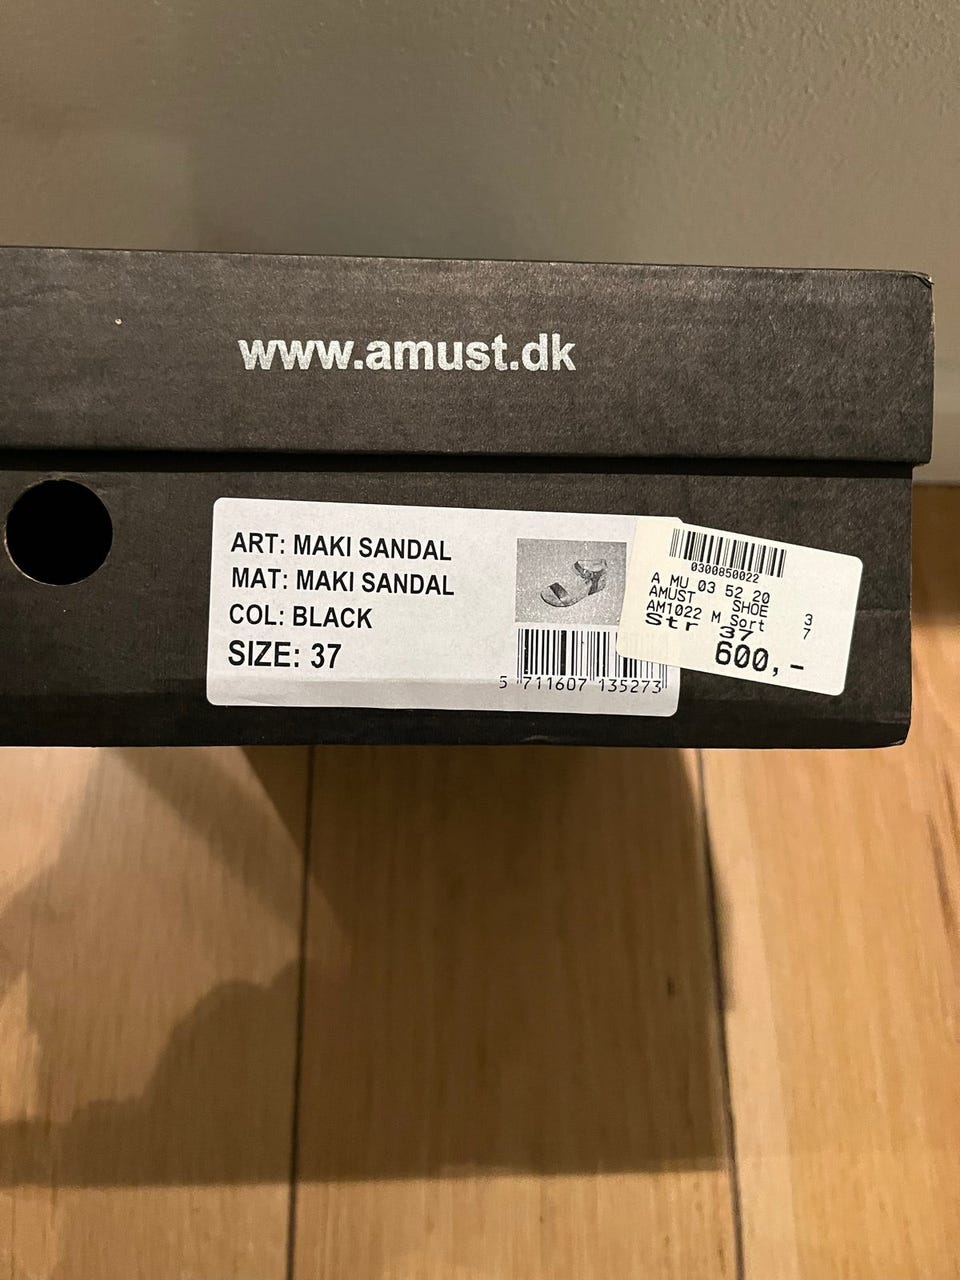 www.amust.dk
ART: MAKI SANDAL
MAT: MAKI SANDAL
COL: BLACK
SIZE: 37
5 711607 135273
0300850022
A MU 03 52 20
AMUST SHOE 3
AM1022 M Sort 7
Str 37
600,-